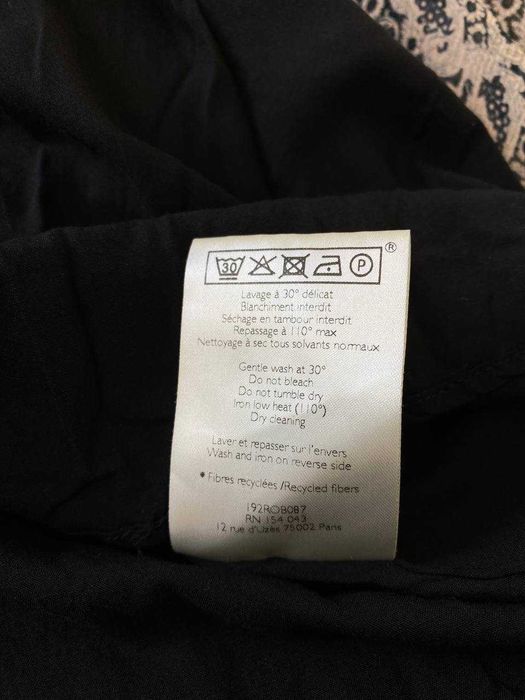 ®
30 P
Lavage à 30° délicat
Blanchiment interdit
Séchage en tambour interdit
Repassage à 110° max
Nettoyage à sec tous solvants normaux
Gentle wash at 30°
Do not bleach
Do not tumble dry
Iron low heat (110°)
Dry cleaning
Laver et repasser sur l'envers
Wash and iron on reverse side
* Fibres recyclées /Recycled fibers
192ROB087
RN 154 043
12 rue d'Uzès 75002 Paris